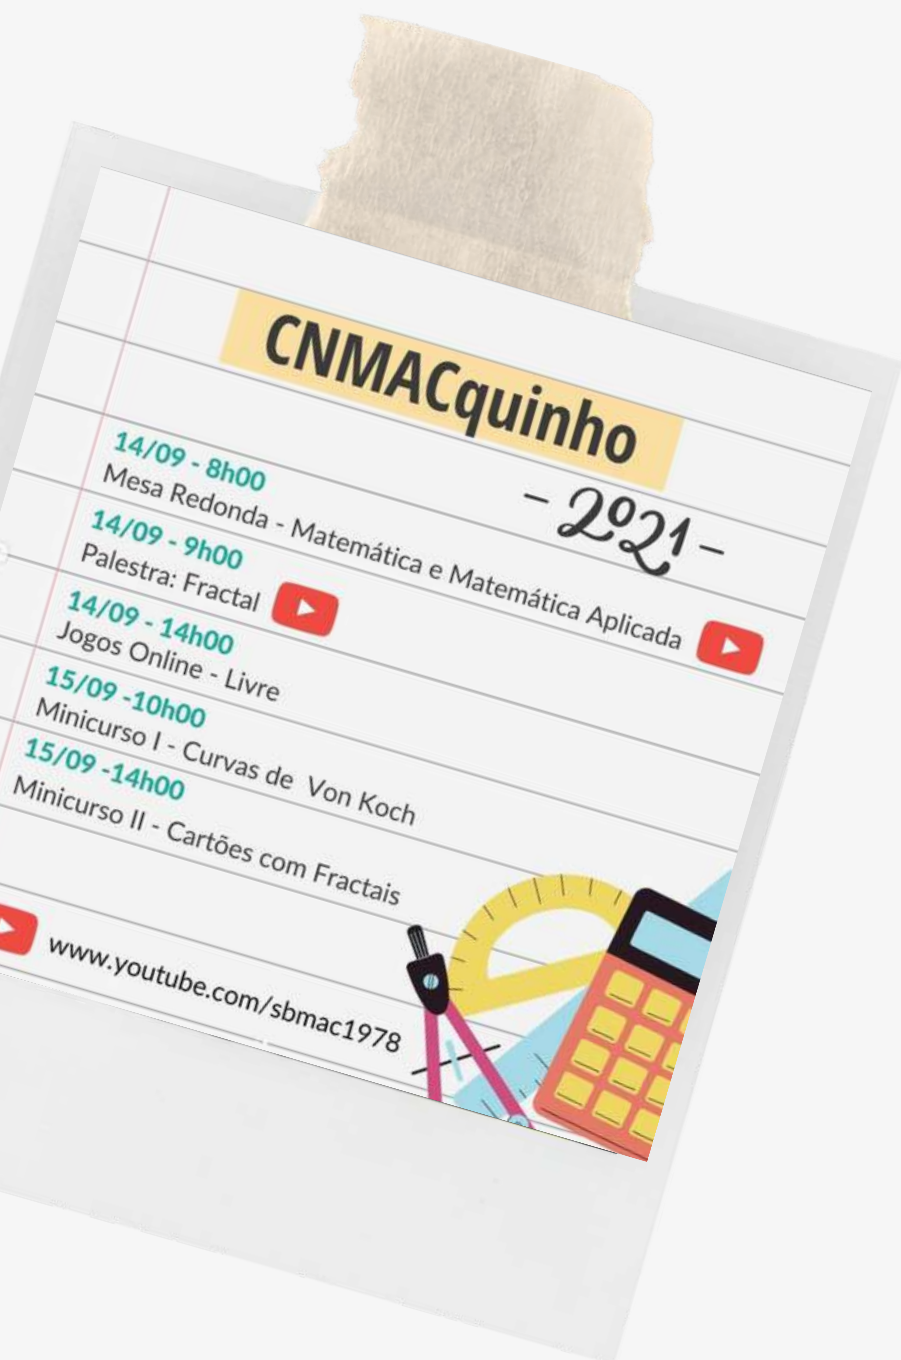 CNMACquinho
- 2021 -
14/09 - 8h00
Mesa Redonda - Matemática e Matemática Aplicada
14/09 - 9h00
Palestra: Fractal
14/09 - 14h00
Jogos Online - Livre
15/09 -10h00
Minicurso I - Curvas de Von Koch
15/09 -14h00
Minicurso II - Cartões com Fractais
www.youtube.com/sbmac1978